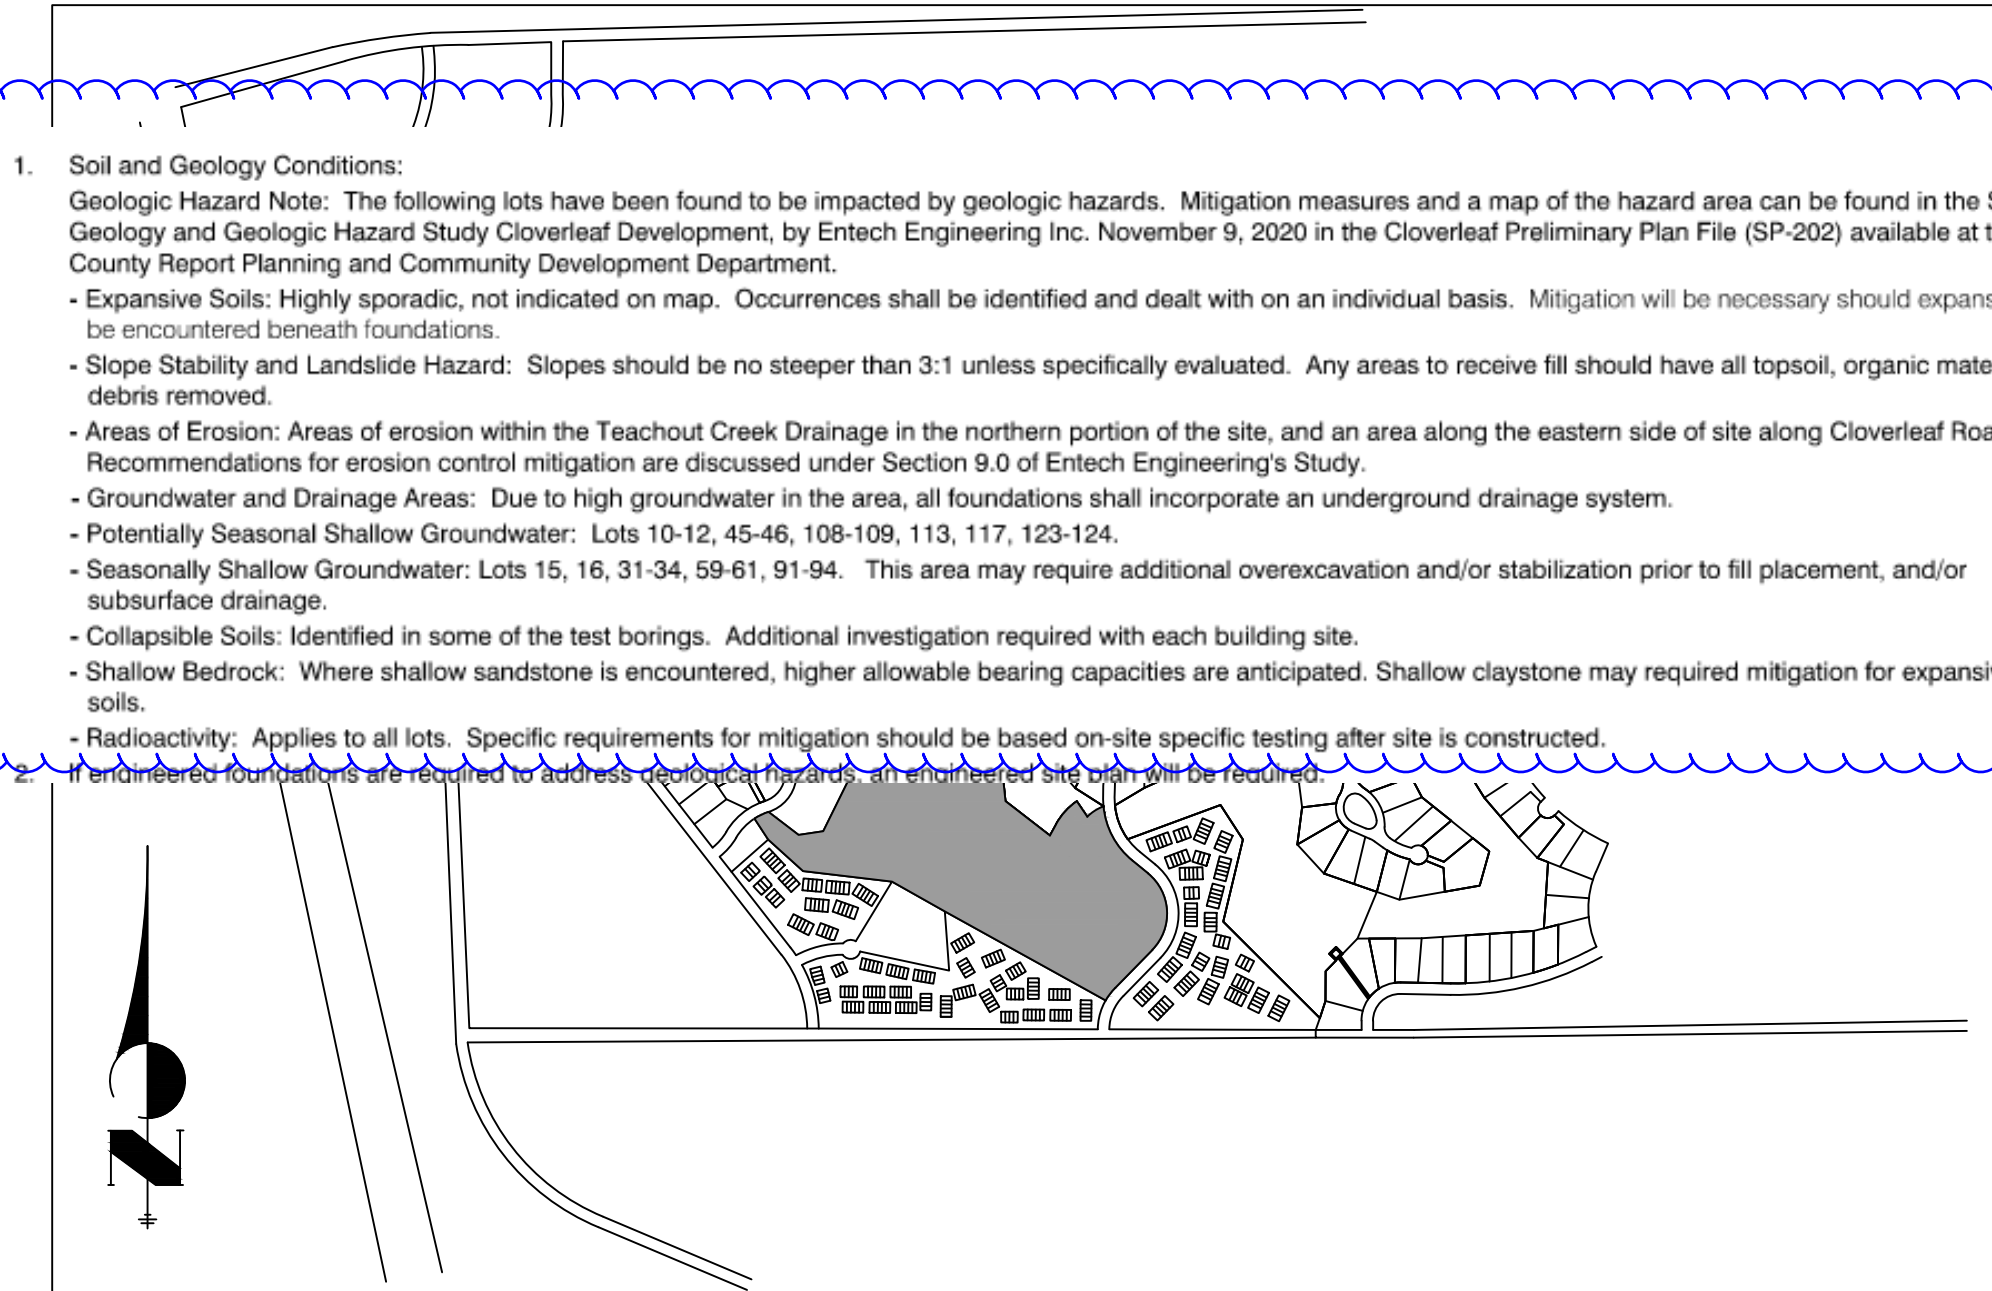 1. Soil and Geology Conditions:
Geologic Hazard Note: The following lots have been found to be impacted by geologic hazards. Mitigation measures and a map of the hazard area can be found in the
Geology and Geologic Hazard Study Cloverleaf Development, by Entech Engineering Inc. November 9, 2020 in the Cloverleaf Preliminary Plan File (SP-202) available at
County Report Planning and Community Development Department.
- Expansive Soils: Highly sporadic, not indicated on map. Occurrences shall be identified and dealt with on an individual basis. Mitigation will be necessary should expans
be encountered beneath foundations.
- Slope Stability and Landslide Hazard: Slopes should be no steeper than 3:1 unless specifically evaluated. Any areas to receive fill should have all topsoil, organic mate
debris removed.
- Areas of Erosion: Areas of erosion within the Teachout Creek Drainage in the northern portion of the site, and an area along the eastern side of site along Cloverleaf Roa
Recommendations for erosion control mitigation are discussed under Section 9.0 of Entech Engineering's Study.
- Groundwater and Drainage Areas: Due to high groundwater in the area, all foundations shall incorporate an underground drainage system.
- Potentially Seasonal Shallow Groundwater: Lots 10-12, 45-46, 108-109, 113, 117, 123-124.
- Seasonally Shallow Groundwater: Lots 15, 16, 31-34, 59-61, 91-94. This area may require additional overexcavation and/or stabilization prior to fill placement, and/or
subsurface drainage.
- Collapsible Soils: Identified in some of the test borings. Additional investigation required with each building site.
- Shallow Bedrock: Where shallow sandstone is encountered, higher allowable bearing capacities are anticipated. Shallow claystone may required mitigation for expansi
soils.
- Radioactivity: Applies to all lots. Specific requirements for mitigation should be based on-site specific testing after site is constructed.
2. If engineered foundations are required to address geological hazards, an engineered site plan will be required.
N